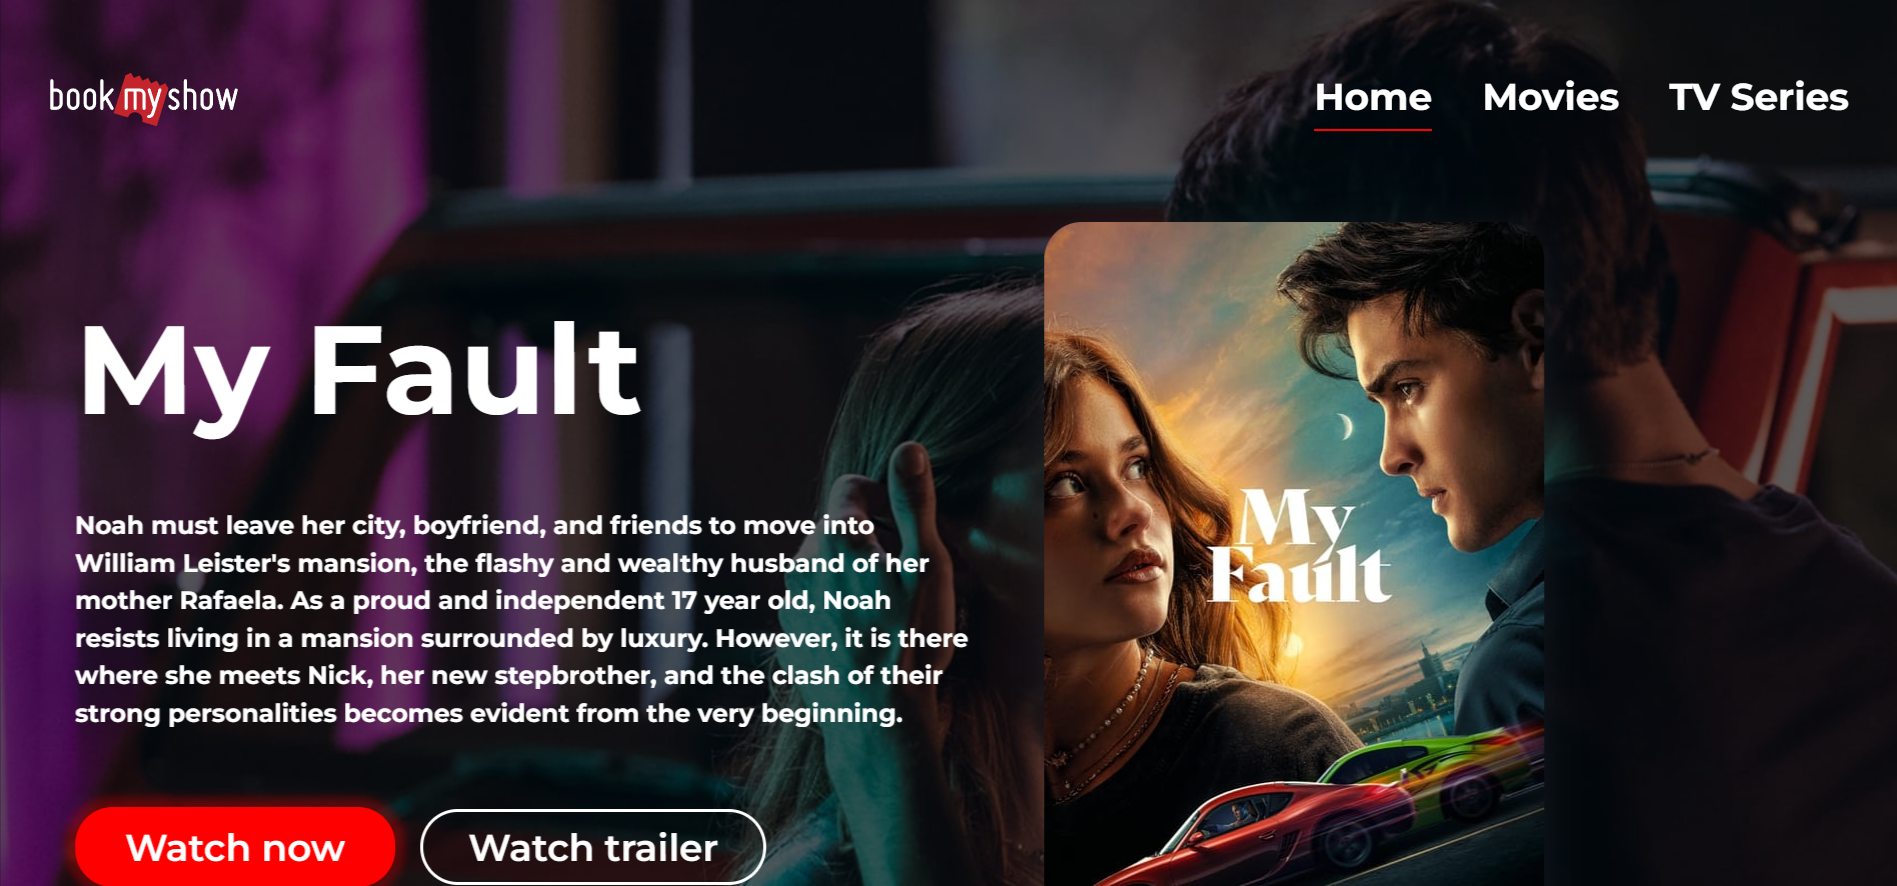 bookmyshow
Home Movies TV Series
My Fault
Noah must leave her city, boyfriend, and friends to move into
William Leister's mansion, the flashy and wealthy husband of her
mother Rafaela. As a proud and independent 17 year old, Noah
resists living in a mansion surrounded by luxury. However, it is there
where she meets Nick, her new stepbrother, and the clash of their
strong personalities becomes evident from the very beginning.
Watch now Watch trailer
My
Fault